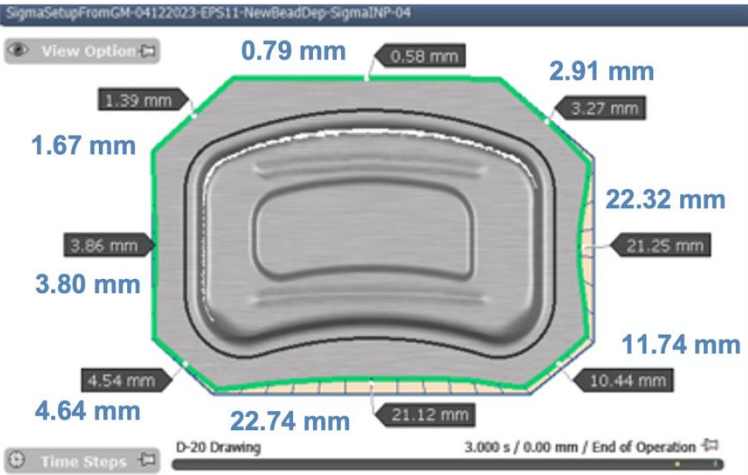 SigmaSetupFromGM-04122023-EPS11-NewBeadDep-SigmaINP-04
View Option
0.79 mm
0.58 mm
2.91 mm
1.39 mm
3.27 mm
1.67 mm
22.32 mm
3.86 mm
21.25 mm
3.80 mm
11.74 mm
4.54 mm
10.44 mm
4.64 mm
22.74 mm
21.12 mm
D-20 Drawing
3.000 s / 0.00 mm / End of Operation
Time Steps